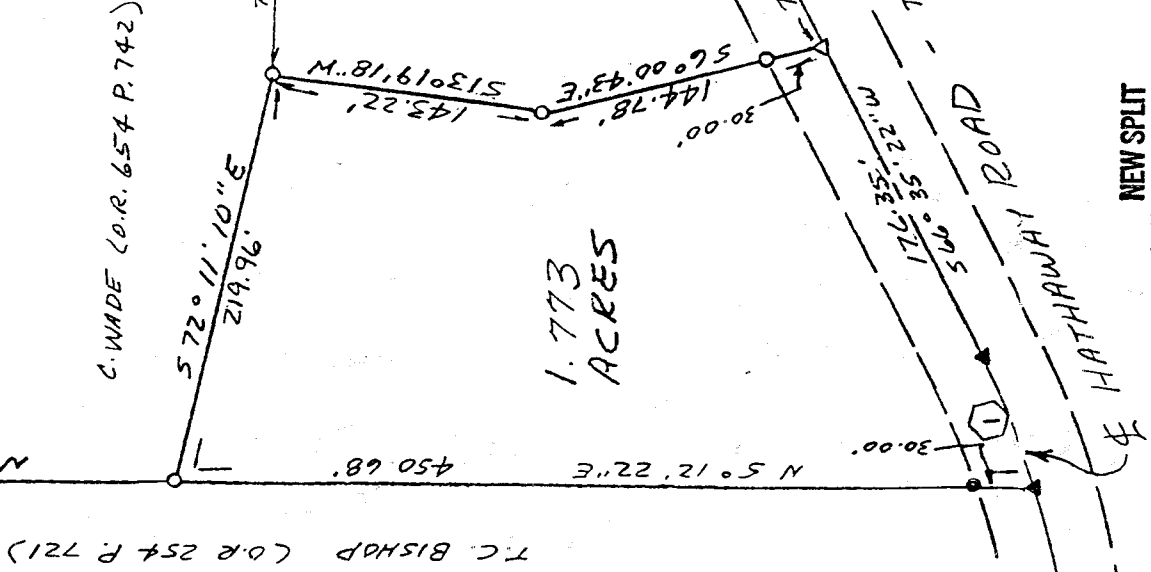 C. WADE (O.R. 654 P. 742)
S 72° 11' 10" E
219.96'
S 13° 19' 18" W
143.22'
S 6° 00' 43" E
144.78'
30.00'
176.35'
S 66° 35' 22" W
1.773
ACRES
N 5° 12' 22" E
450.68'
30.00'
1
℄ HATHAWAY ROAD
T.C. BISHOP (O.R 254 P. 721)
N
NEW SPLIT